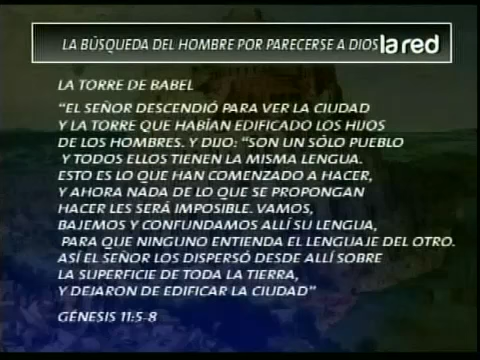 LA BÚSQUEDA DEL HOMBRE POR PARECERSE A DIOS
la red
LA TORRE DE BABEL
"EL SEÑOR DESCENDIÓ PARA VER LA CIUDAD
Y LA TORRE QUE HABÍAN EDIFICADO LOS HIJOS
DE LOS HOMBRES. Y DIJO: "SON UN SÓLO PUEBLO
Y TODOS ELLOS TIENEN LA MISMA LENGUA.
ESTO ES LO QUE HAN COMENZADO A HACER,
Y AHORA NADA DE LO QUE SE PROPONGAN
HACER LES SERÁ IMPOSIBLE. VAMOS,
BAJEMOS Y CONFUNDAMOS ALLÍ SU LENGUA,
PARA QUE NINGUNO ENTIENDA EL LENGUAJE DEL OTRO.
ASÍ EL SEÑOR LOS DISPERSÓ DESDE ALLÍ SOBRE
LA SUPERFICIE DE TODA LA TIERRA,
Y DEJARON DE EDIFICAR LA CIUDAD"
GÉNESIS 11:5-8